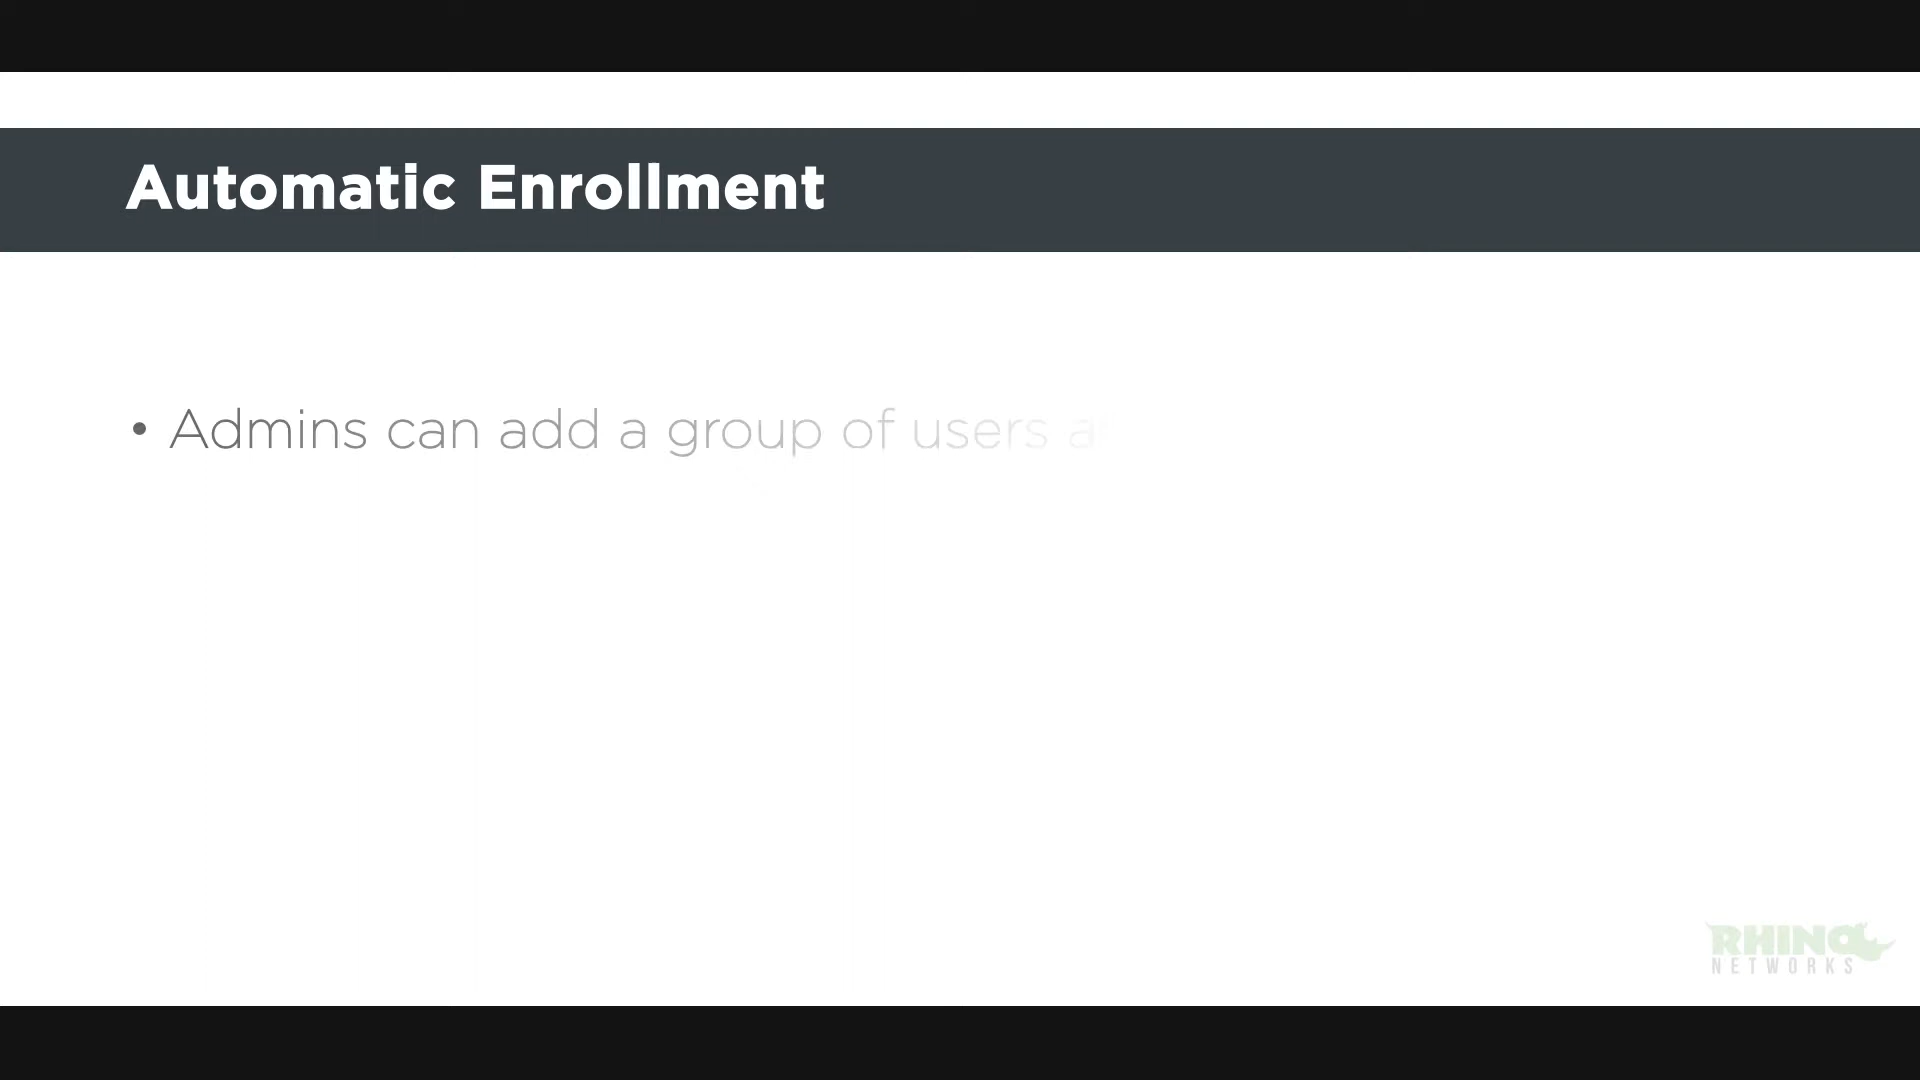 Automatic Enrollment
• Admins can add a group of users
RHINO
NETWORKS